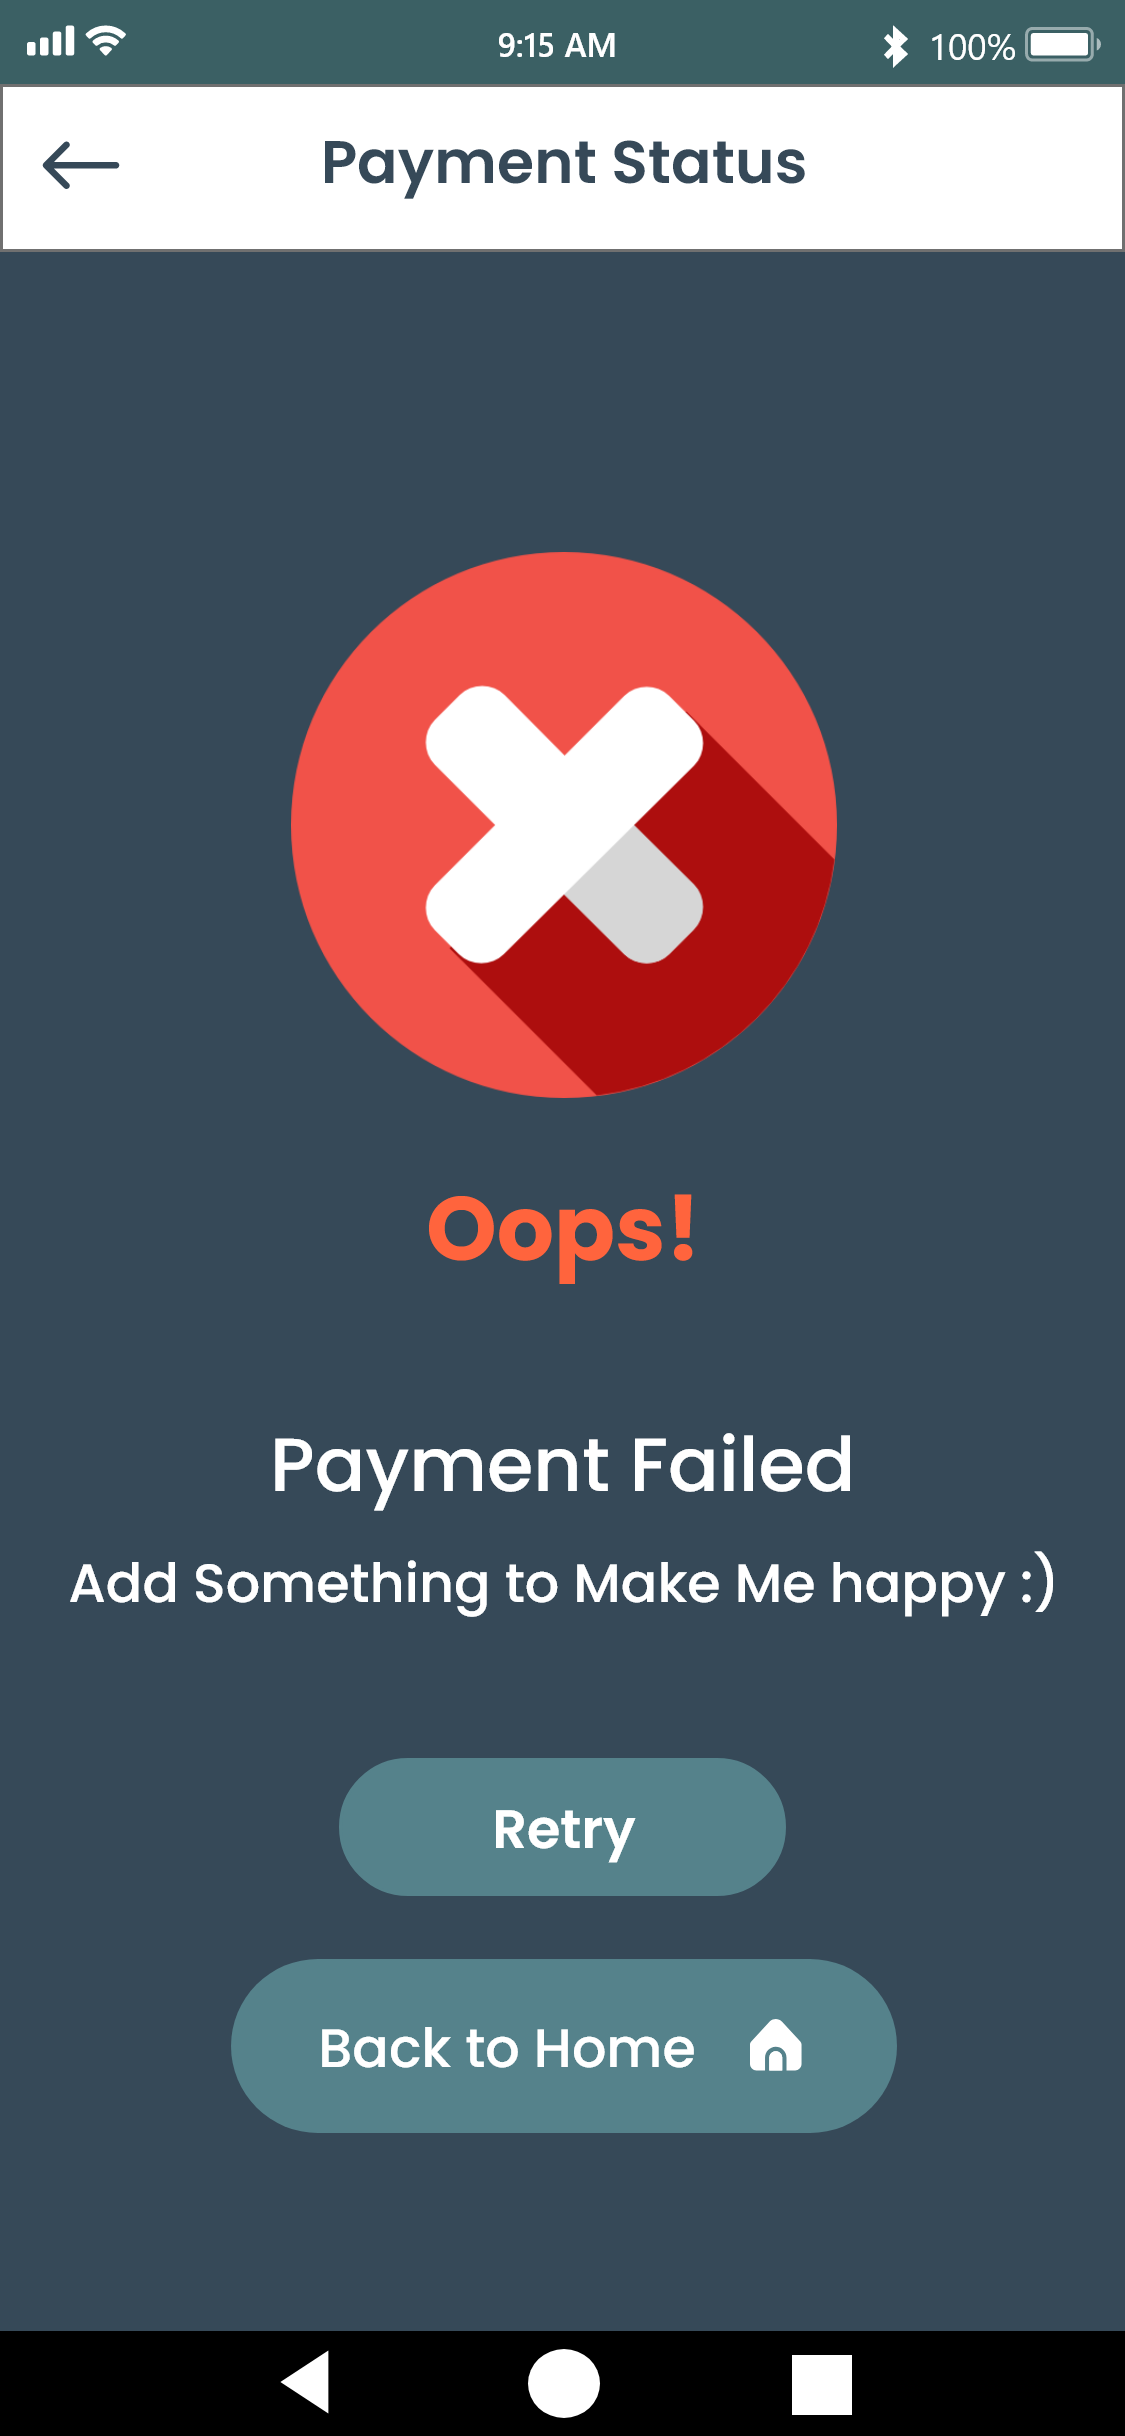 9:15 AM 100%
Payment Status
Oops!
Payment Failed
Add Something to Make Me happy :)
Retry
Back to Home